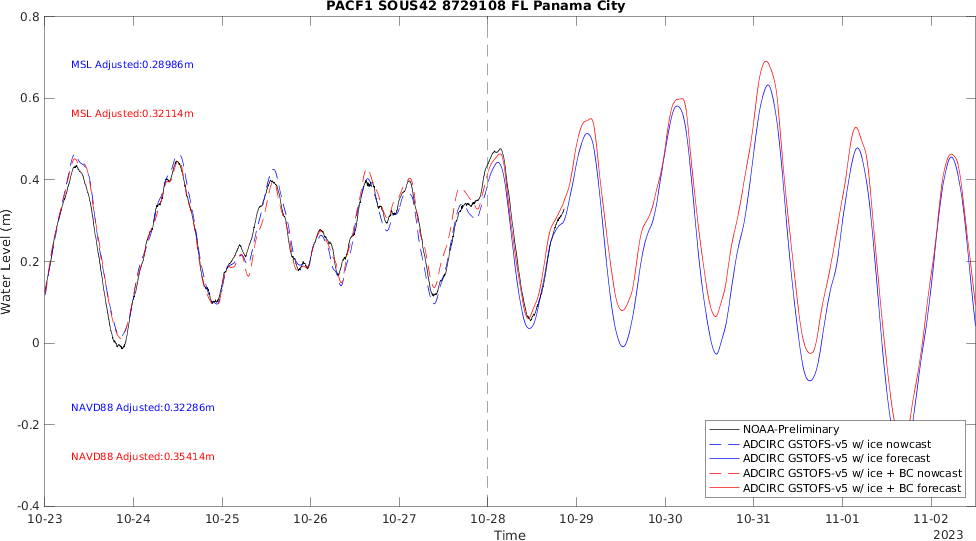 PACF1 SOUS42 8729108 FL Panama City
0.8
0.6
0.4
0.2
0
-0.2
-0.4
Water Level (m)
MSL Adjusted:0.28986m
MSL Adjusted:0.32114m
NAVD88 Adjusted:0.32286m
NAVD88 Adjusted:0.35414m
NOAA-Preliminary
ADCIRC GSTOFS-v5 w/ ice nowcast
ADCIRC GSTOFS-v5 w/ ice forecast
ADCIRC GSTOFS-v5 w/ ice + BC nowcast
ADCIRC GSTOFS-v5 w/ ice + BC forecast
10-23 10-24 10-25 10-26 10-27 10-28 10-29 10-30 10-31 11-01 11-02
Time
2023